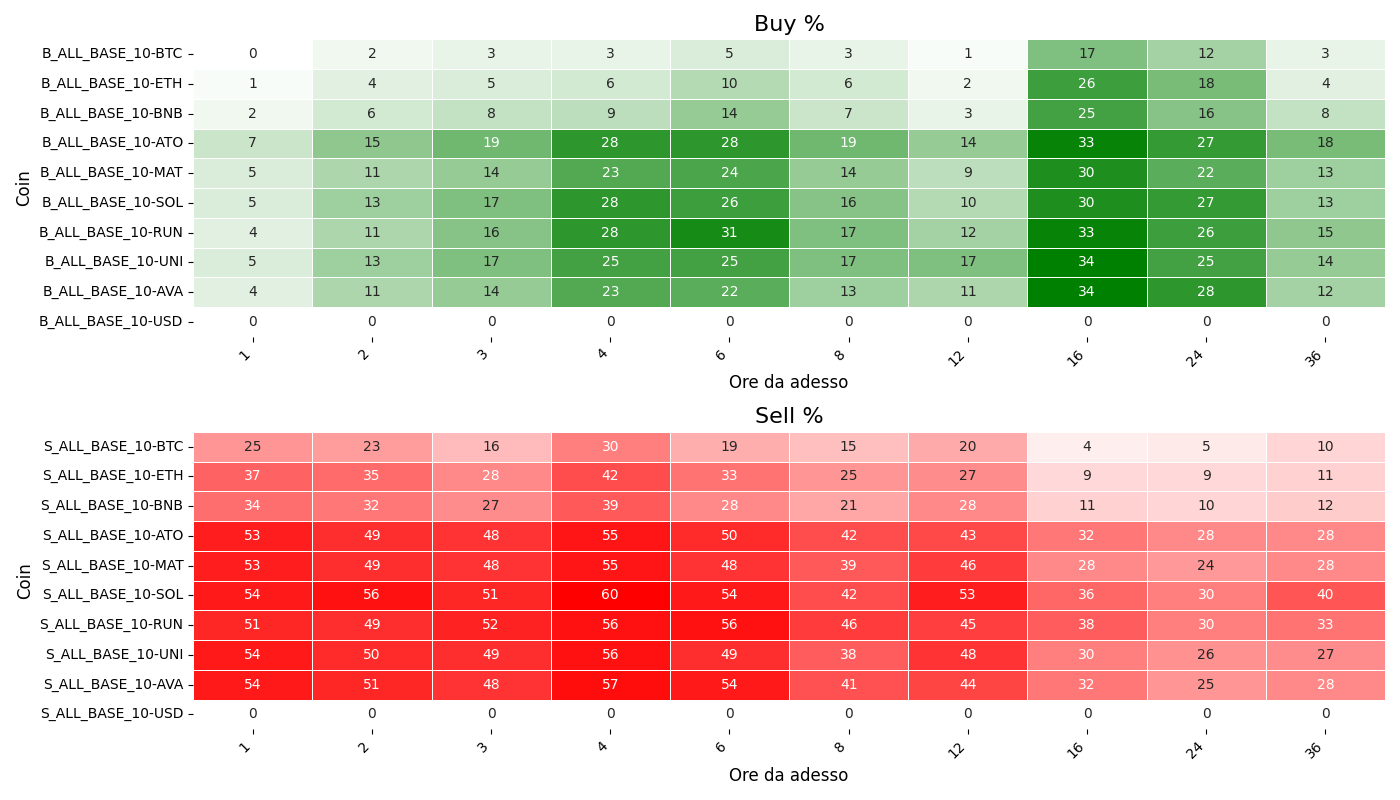 Buy %
Coin
B_ALL_BASE_10-BTC 0 2 3 3 5 3 1 17 12 3
B_ALL_BASE_10-ETH 1 4 5 6 10 6 2 26 18 4
B_ALL_BASE_10-BNB 2 6 8 9 14 7 3 25 16 8
B_ALL_BASE_10-ATO 7 15 19 28 28 19 14 33 27 18
B_ALL_BASE_10-MAT 5 11 14 23 24 14 9 30 22 13
B_ALL_BASE_10-SOL 5 13 17 28 26 16 10 30 27 13
B_ALL_BASE_10-RUN 4 11 16 28 31 17 12 33 26 15
B_ALL_BASE_10-UNI 5 13 17 25 25 17 17 34 25 14
B_ALL_BASE_10-AVA 4 11 14 23 22 13 11 34 28 12
B_ALL_BASE_10-USD 0 0 0 0 0 0 0 0 0 0
1 2 3 4 6 8 12 16 24 36
Ore da adesso
Sell %
Coin
S_ALL_BASE_10-BTC 25 23 16 30 19 15 20 4 5 10
S_ALL_BASE_10-ETH 37 35 28 42 33 25 27 9 9 11
S_ALL_BASE_10-BNB 34 32 27 39 28 21 28 11 10 12
S_ALL_BASE_10-ATO 53 49 48 55 50 42 43 32 28 28
S_ALL_BASE_10-MAT 53 49 48 55 48 39 46 28 24 28
S_ALL_BASE_10-SOL 54 56 51 60 54 42 53 36 30 40
S_ALL_BASE_10-RUN 51 49 52 56 56 46 45 38 30 33
S_ALL_BASE_10-UNI 54 50 49 56 49 38 48 30 26 27
S_ALL_BASE_10-AVA 54 51 48 57 54 41 44 32 25 28
S_ALL_BASE_10-USD 0 0 0 0 0 0 0 0 0 0
1 2 3 4 6 8 12 16 24 36
Ore da adesso